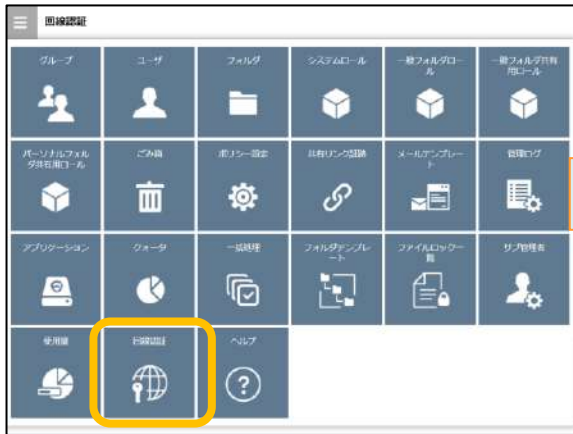 回線認証
グループ
ユーザ
フォルダ
システムロール
一般フォルダロー
ル
一般フォルダ共有
用ロール
パーソナルフォル
ダ共有用ロール
ごみ箱
ポリシー設定
共有リンク証跡
メールテンプレー
ト
管理ログ
アプリケーション
クォータ
一括処理
フォルダテンプレ
ート
ファイルロック一
覧
サブ管理者
使用量
回線認証
ヘルプ